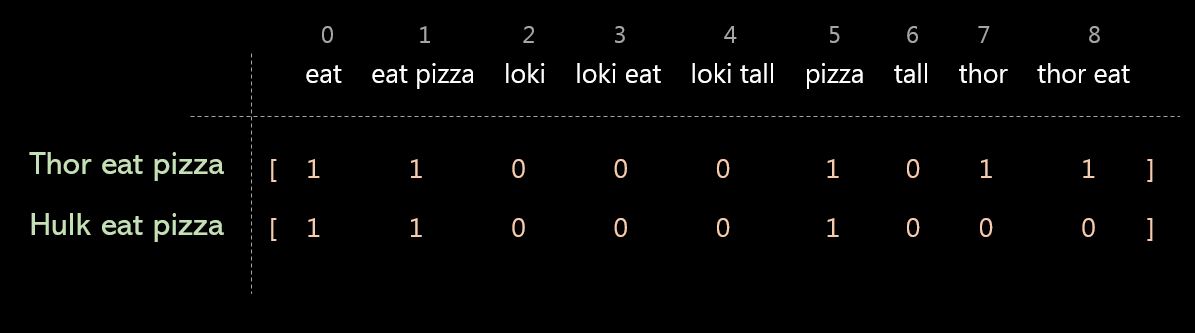 0 1 2 3 4 5 6 7 8
eat eat pizza loki loki eat loki tall pizza tall thor thor eat
Thor eat pizza [ 1 1 0 0 0 1 0 1 1 ]
Hulk eat pizza [ 1 1 0 0 0 1 0 0 0 ]